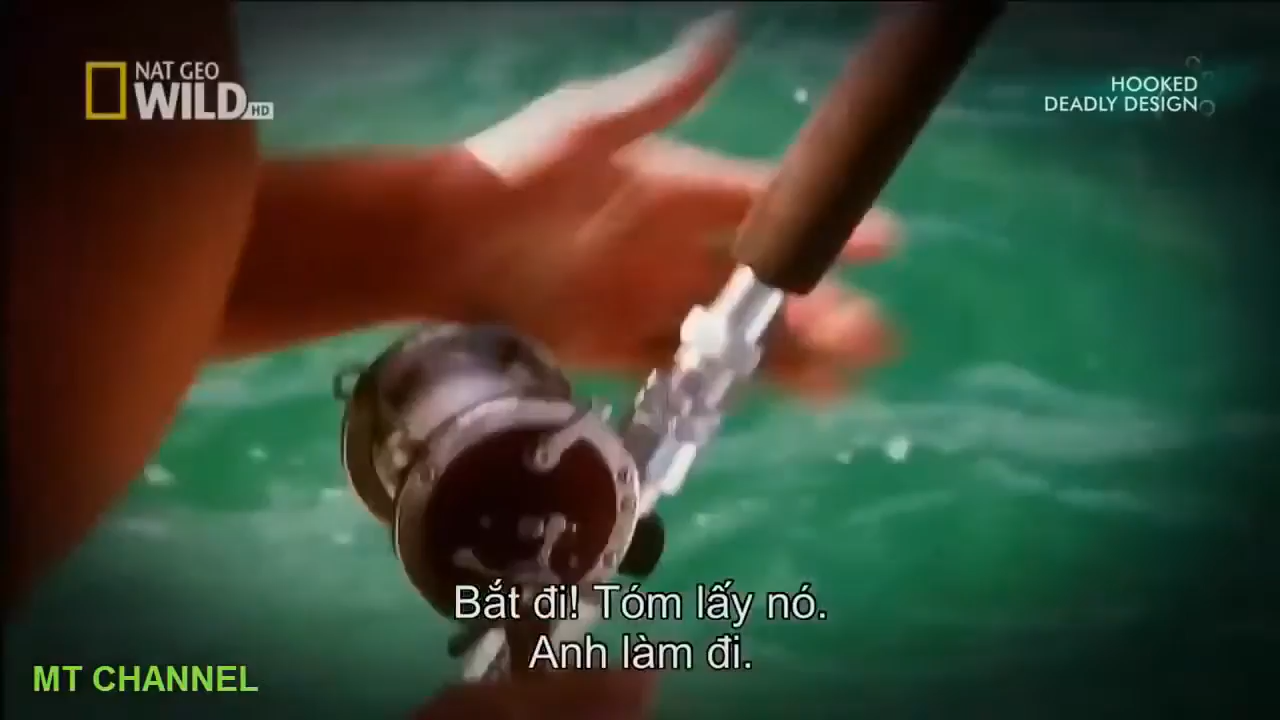 NAT GEO
WILD HD
HOOKED
DEADLY DESIGN
Bắt đi! Tóm lấy nó.
Anh làm đi.
MT CHANNEL